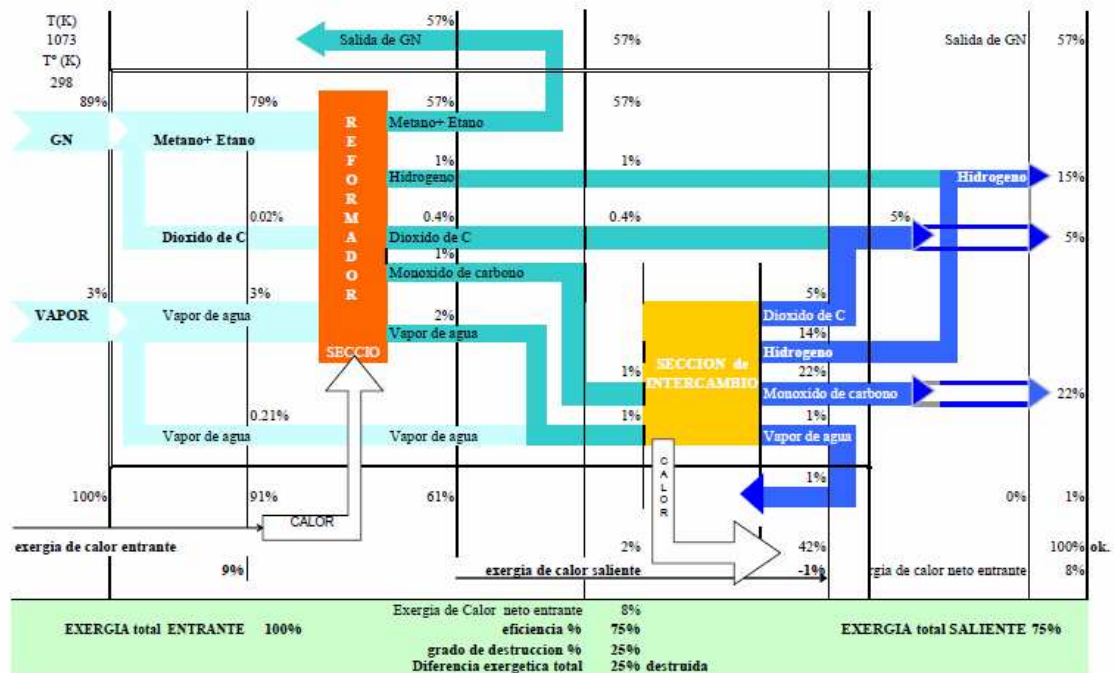 T(K)
1073
Tº (K)
298
57%
Salida de GN
57%
Salida de GN 57%
89% 79% 57% 57%
GN
Metano+ Etano
Metano+ Etano
REFORMADOR
1% 1%
Hidrogeno
Hidrogeno 15%
0.02% 0.4% 0.4% 5%
Dioxido de C
Dioxido de C
5%
1%
Monoxido de carbono
3% 3%
VAPOR
Vapor de agua
2%
Vapor de agua
SECCIO
5%
Dioxido de C
14%
Hidrogeno
SECCION de
INTERCAMBIO
1%
22%
Monoxido de carbono
22%
0.21%
1%
1%
Vapor de agua
Vapor de agua
Vapor de agua
CALOR
1%
100% 91% 61%
0% 1%
CALOR
exergia de calor entrante
2% 42%
100% ok.
9%
exergia de calor saliente -1%
rgia de calor neto entrante 8%
Exergia de Calor neto entrante 8%
EXERGIA total ENTRANTE 100%
eficiencia % 75%
EXERGIA total SALIENTE 75%
grado de destruccion % 25%
Diferencia exergetica total 25% destruida